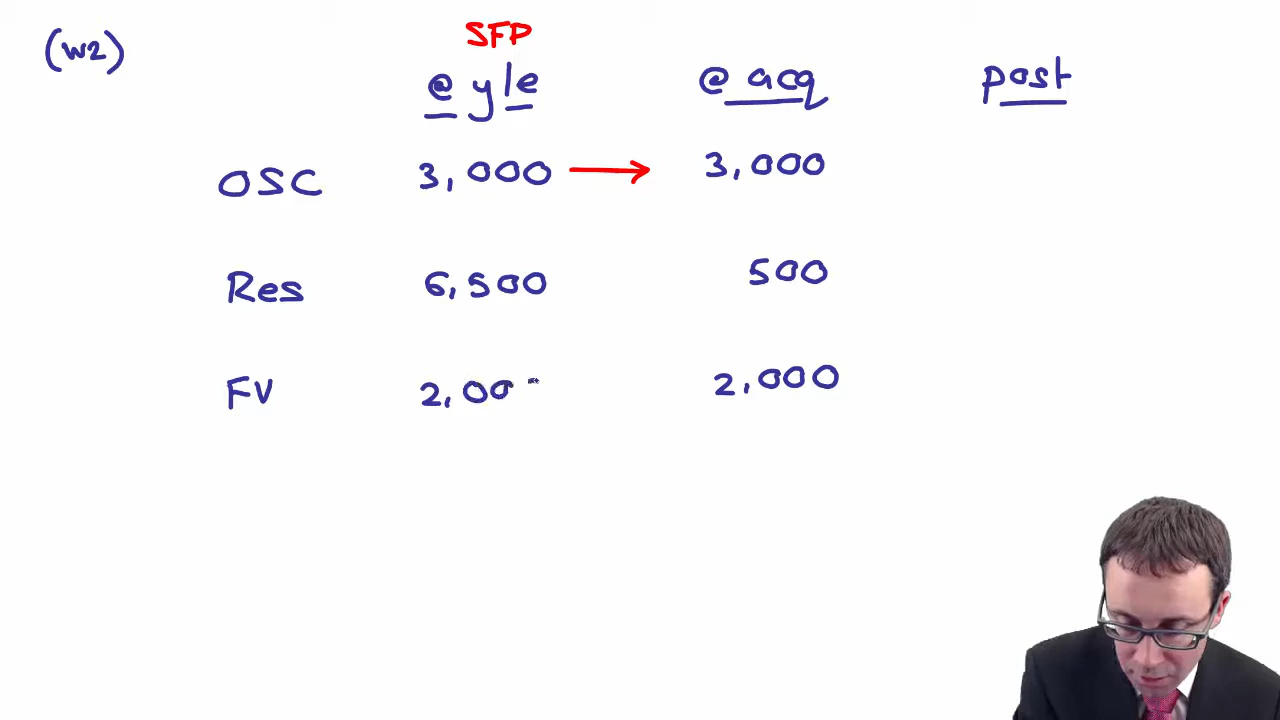 SFP
(W2) @ y/e @ acq post
OSC 3,000 → 3,000
Res 6,500 500
FV 2,00 2,000